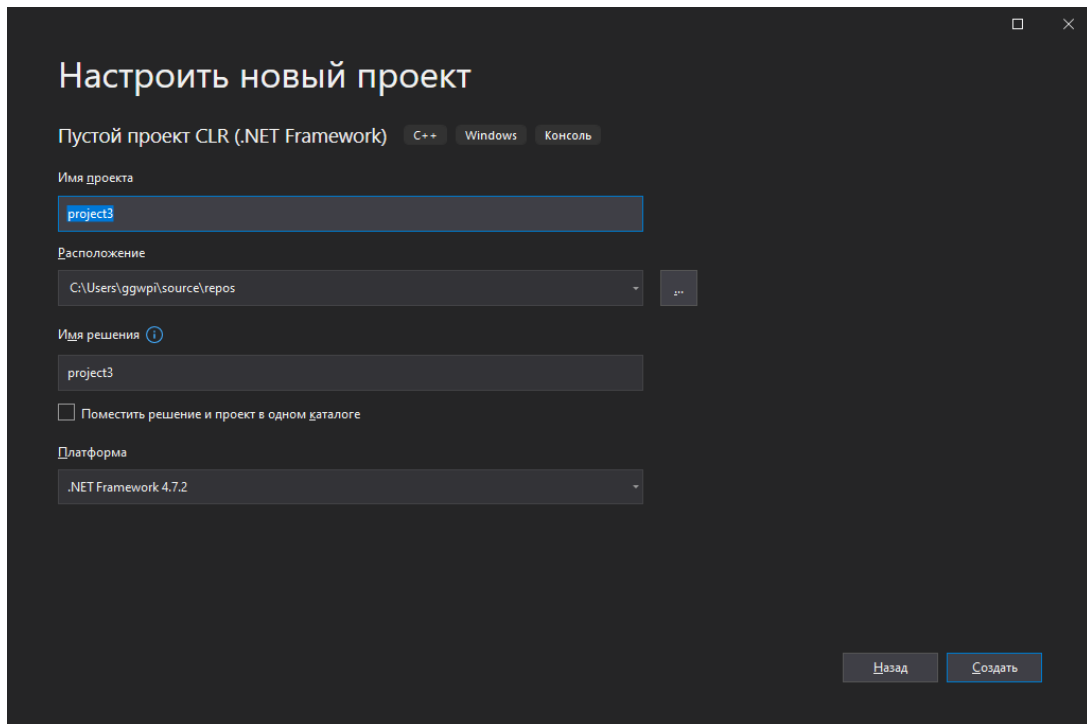 Настроить новый проект
Пустой проект CLR (.NET Framework) C++ Windows Консоль
Имя проекта
project3
Расположение
C:\Users\ggwpi\source\repos
...
Имя решения
project3
Поместить решение и проект в одном каталоге
Платформа
.NET Framework 4.7.2
Назад Создать